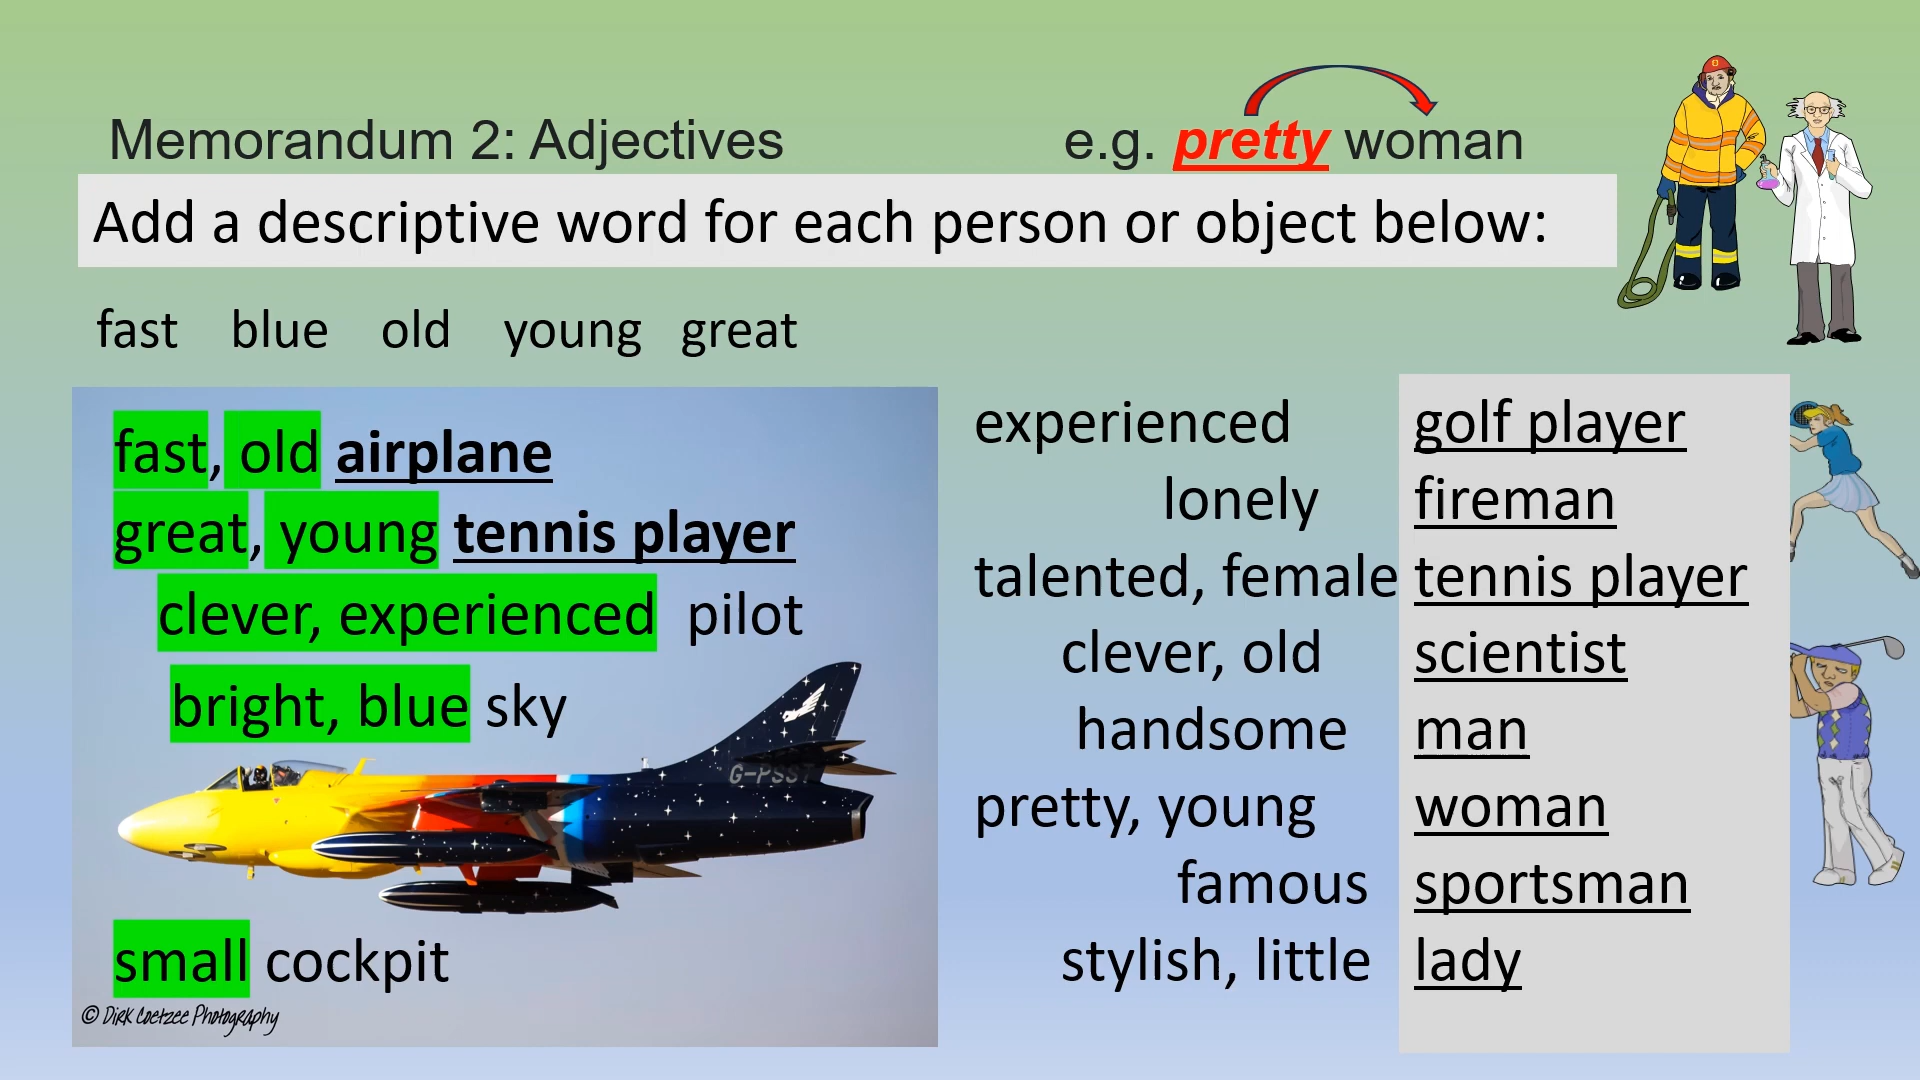 Memorandum 2: Adjectives
e.g. pretty woman
Add a descriptive word for each person or object below:
fast blue old young great
fast, old airplane
great, young tennis player
clever, experienced pilot
bright, blue sky
G-PSST
small cockpit
© Dirk Coetzee Photography
experienced golf player
lonely fireman
talented, female tennis player
clever, old scientist
handsome man
pretty, young woman
famous sportsman
stylish, little lady